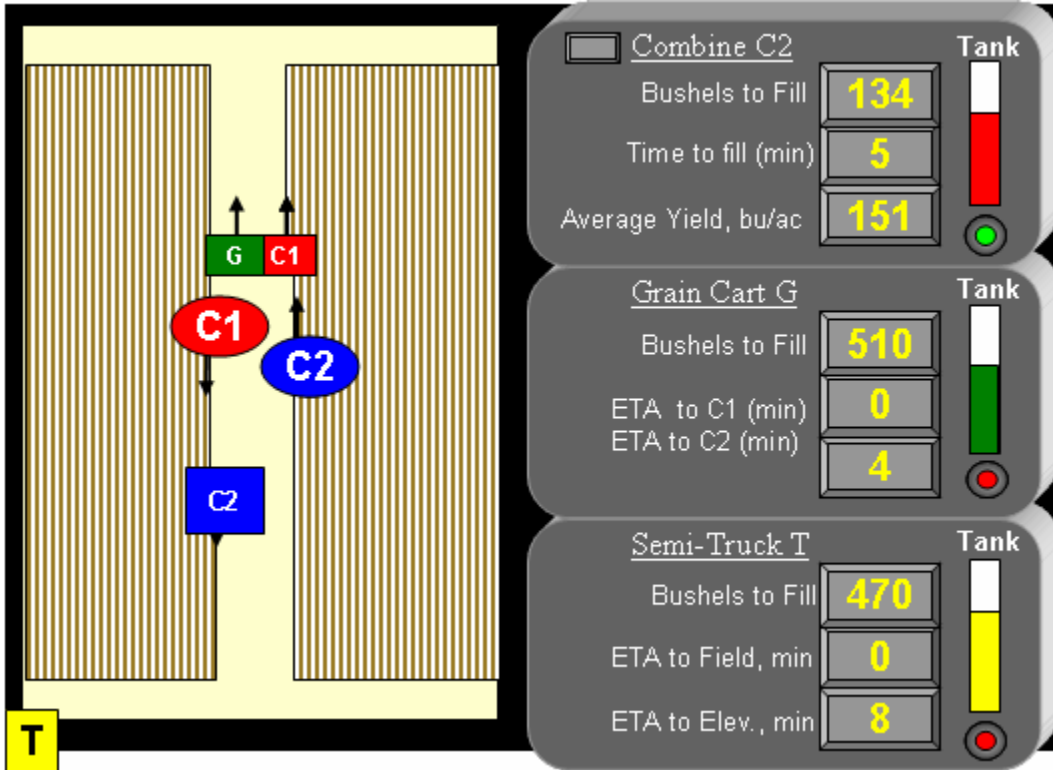 G C1
C1
C2
C2
T
Combine C2 Tank
Bushels to Fill 134
Time to fill (min) 5
Average Yield, bu/ac 151
Grain Cart G Tank
Bushels to Fill 510
ETA to C1 (min) 0
ETA to C2 (min) 4
Semi-Truck T Tank
Bushels to Fill 470
ETA to Field, min 0
ETA to Elev., min 8